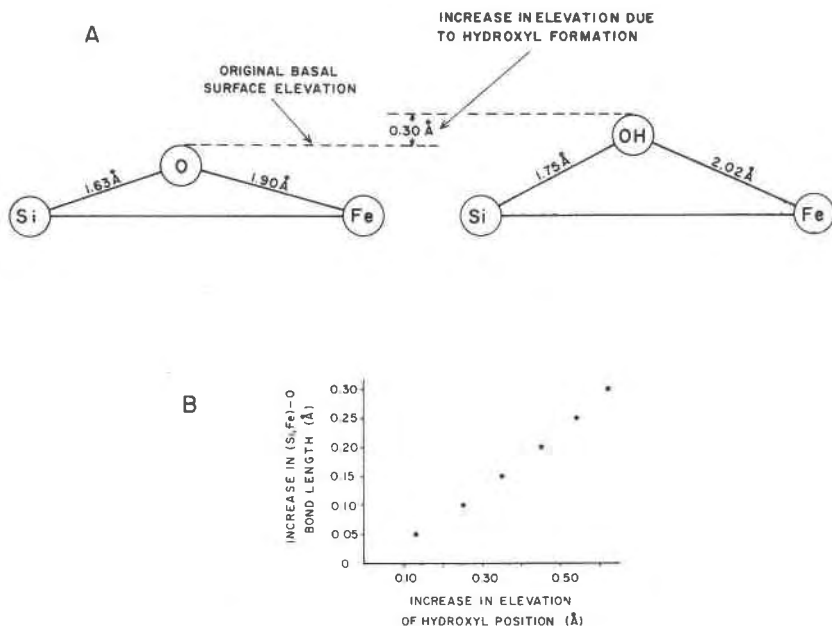 A
INCREASE IN ELEVATION DUE
TO HYDROXYL FORMATION
ORIGINAL BASAL
SURFACE ELEVATION
0.30 Å
O
OH
1.63Å
1.90Å
1.75Å
2.02Å
Si
Fe
Si
Fe
B
INCREASE IN (Si,Fe)-O
BOND LENGTH (Å)
0.30
0.25
0.20
0.15
0.10
0.05
0
0.10
0.30
0.50
INCREASE IN ELEVATION
OF HYDROXYL POSITION (Å)